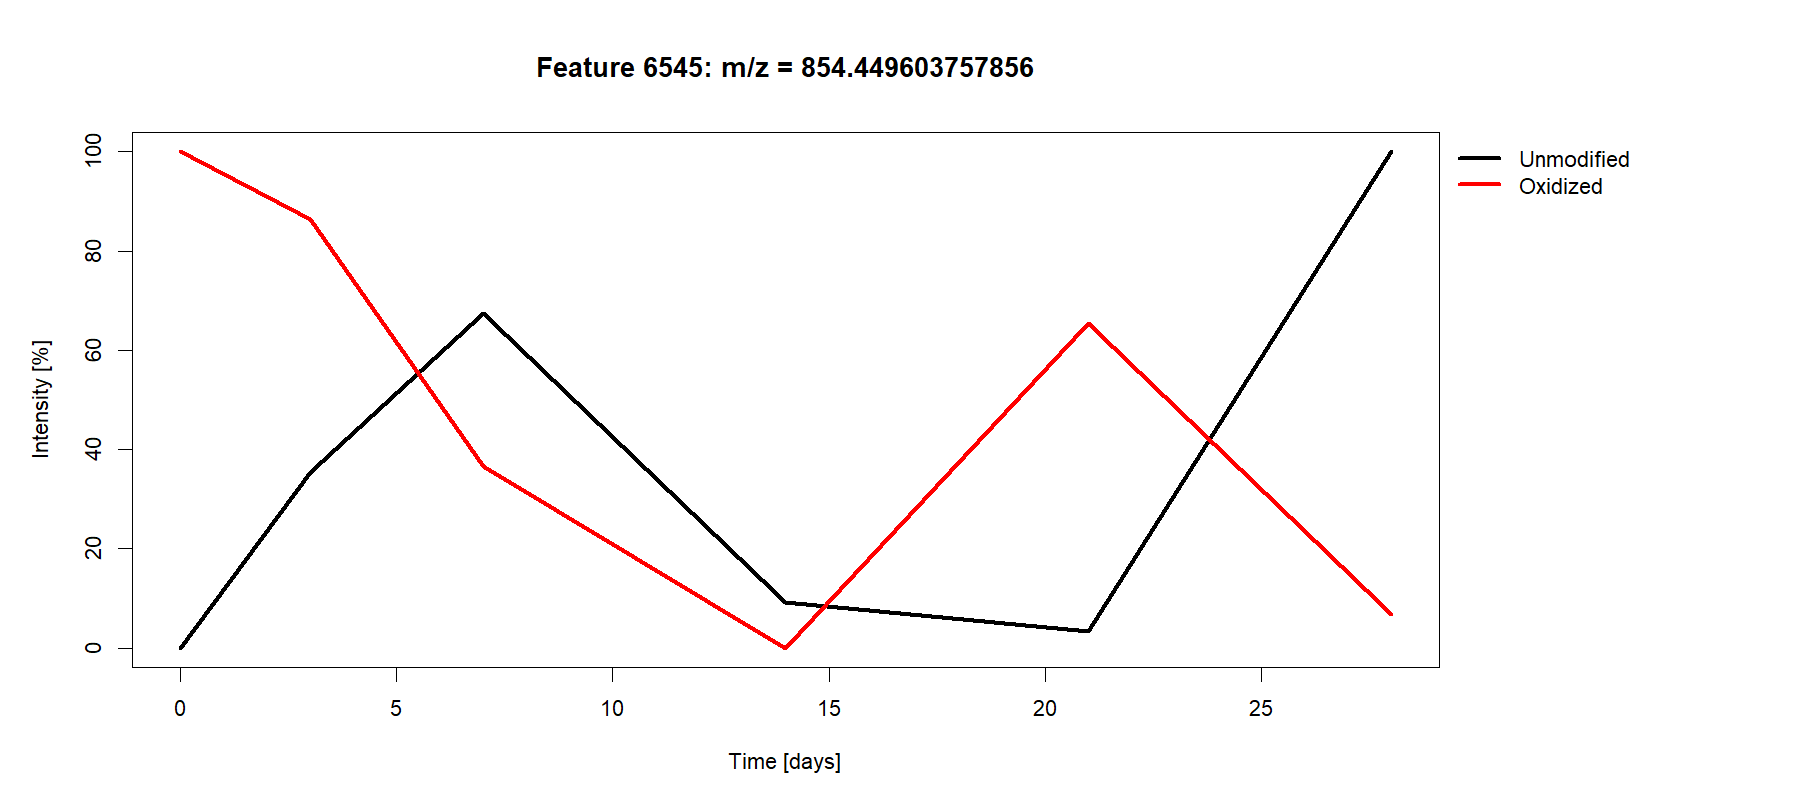 Feature 6545: m/z = 854.449603757856
Unmodified
Oxidized
Intensity [%]
100
80
60
40
20
0
0 5 10 15 20 25
Time [days]